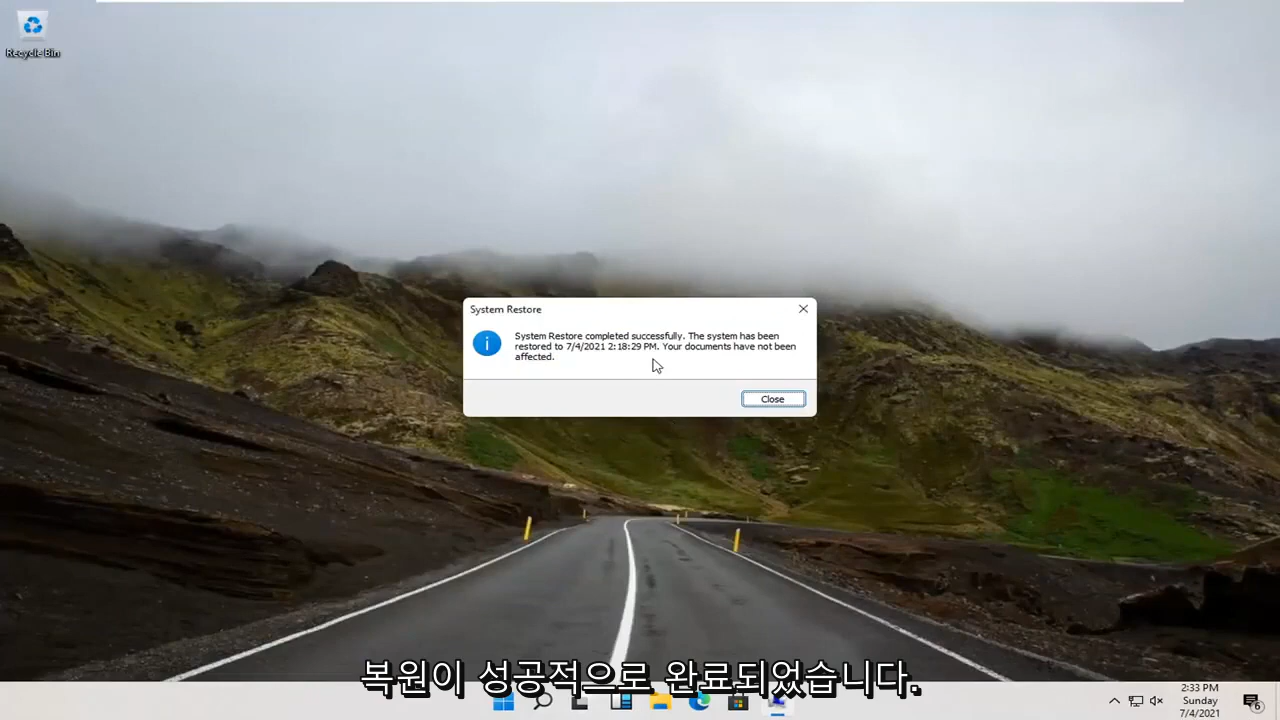 Recycle Bin
System Restore
System Restore completed successfully. The system has been
restored to 7/4/2021 2:18:29 PM. Your documents have not been
affected.
Close
복원이 성공적으로 완료되었습니다.
2:33 PM
Sunday
7/4/2021
6